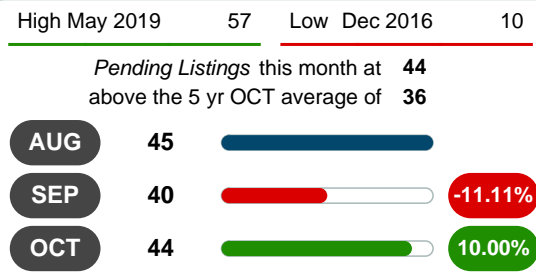 High May 2019 57 Low Dec 2016 10
Pending Listings this month at 44
above the 5 yr OCT average of 36
AUG 45
SEP 40 -11.11%
OCT 44 10.00%